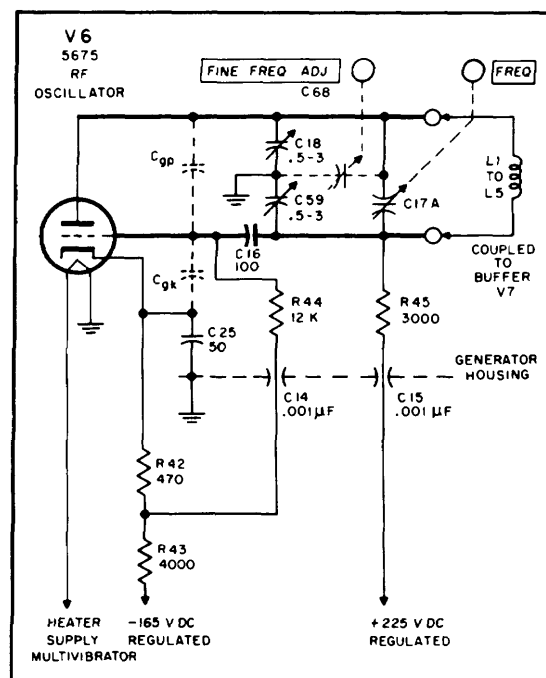 V6
5675
RF
OSCILLATOR
FINE FREQ ADJ
C68
FREQ
Cgp
C18
.5-3
C59
.5-3
C17A
L1
TO
L5
C16
100
COUPLED
TO
BUFFER
V7
Cgk
R44
12 K
R45
3000
C25
50
GENERATOR
HOUSING
C14
.001µF
C15
.001µF
R42
470
R43
4000
HEATER
SUPPLY
MULTIVIBRATOR
-165 V DC
REGULATED
+225 V DC
REGULATED